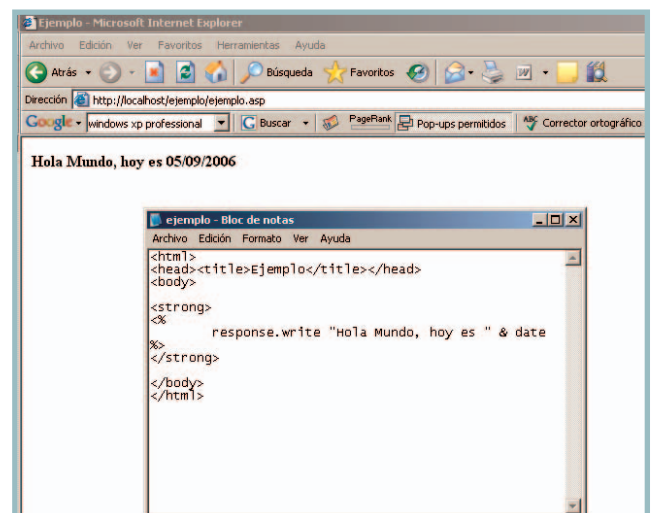 Ejemplo - Microsoft Internet Explorer
Archivo Edición Ver Favoritos Herramientas Ayuda
Atrás Búsqueda Favoritos
Dirección http://localhost/ejemplo/ejemplo.asp
Google windows xp professional G Buscar PageRank Pop-ups permitidos ABC Corrector ortográfico
Hola Mundo, hoy es 05/09/2006
ejemplo - Bloc de notas
Archivo Edición Formato Ver Ayuda
<html>
<head><title>Ejemplo</title></head>
<body>
<strong>
<%
response.write "Hola Mundo, hoy es " & date
%>
</strong>
</body>
</html>